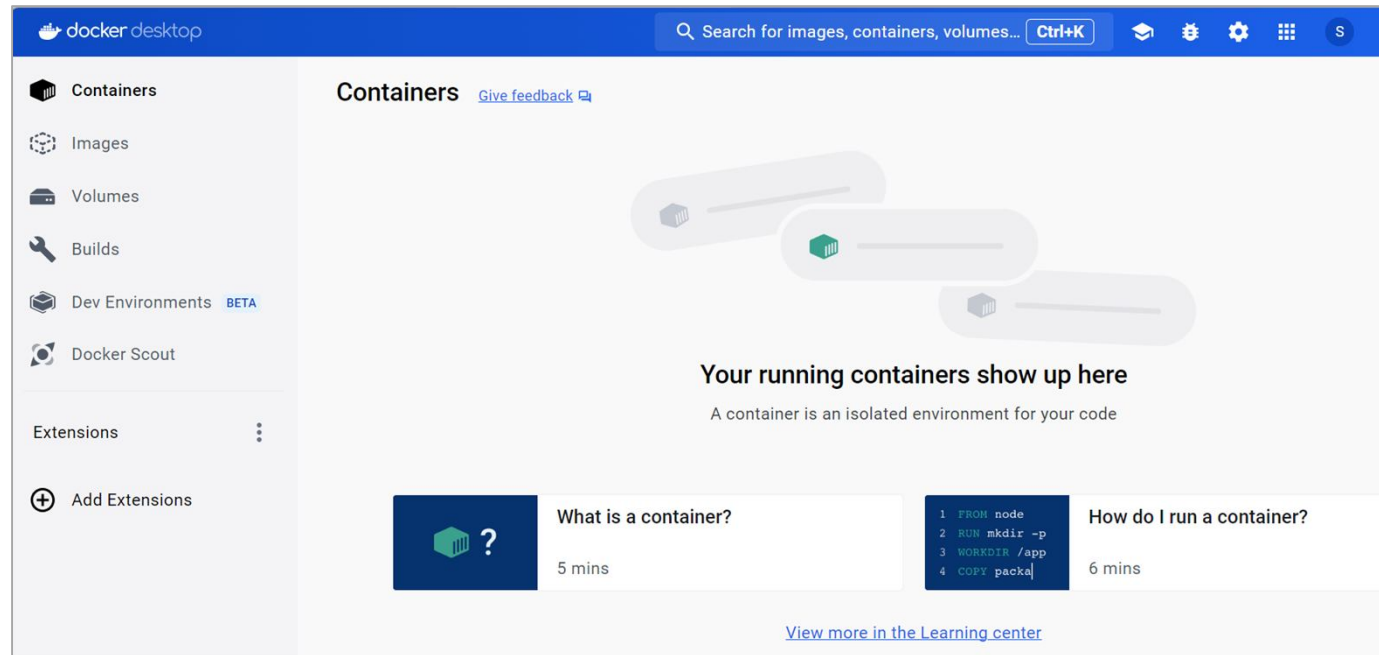 docker desktop
Search for images, containers, volumes... Ctrl+K
S
Containers
Images
Volumes
Builds
Dev Environments BETA
Docker Scout
Extensions
Add Extensions
Containers Give feedback
Your running containers show up here
A container is an isolated environment for your code
?
What is a container?
5 mins
1 FROM node
2 RUN mkdir -p
3 WORKDIR /app
4 COPY packa
How do I run a container?
6 mins
View more in the Learning center